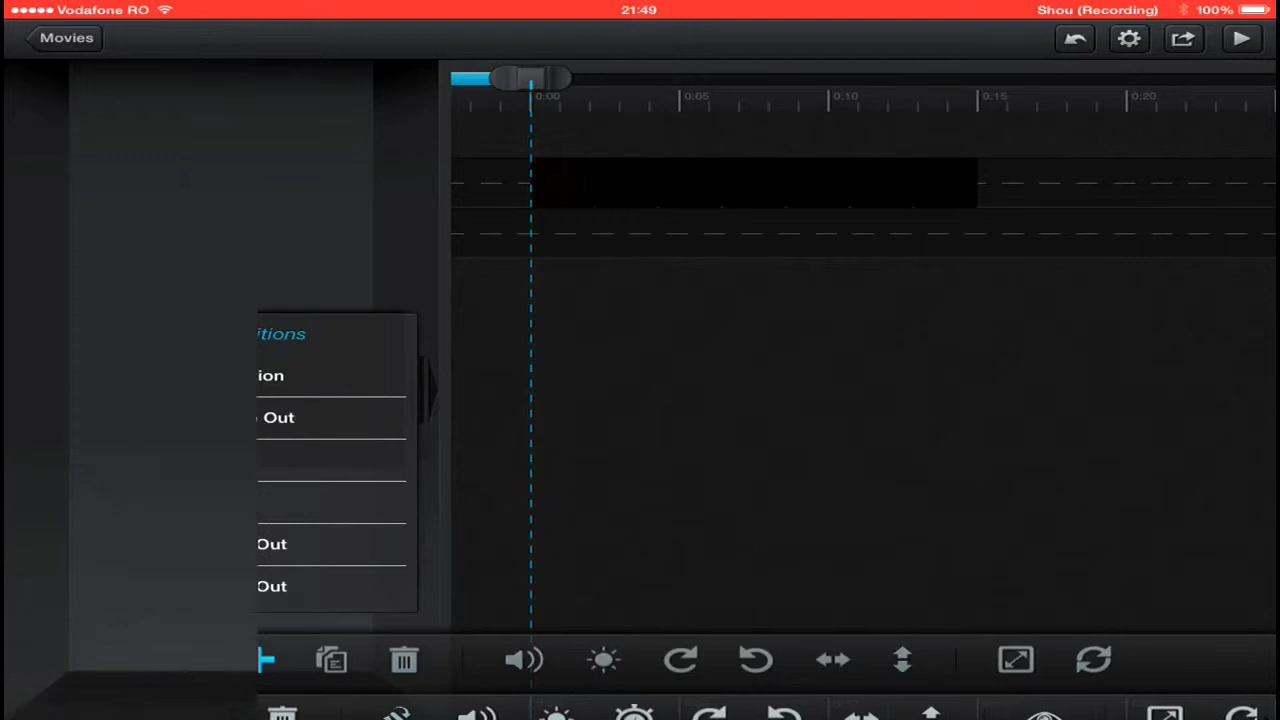 ●●●●● Vodafone RO
21:49
Shou (Recording)
100%
Movies
0:00
0:05
0:10
0:15
0:20
itions
ion
Out
Out
Out